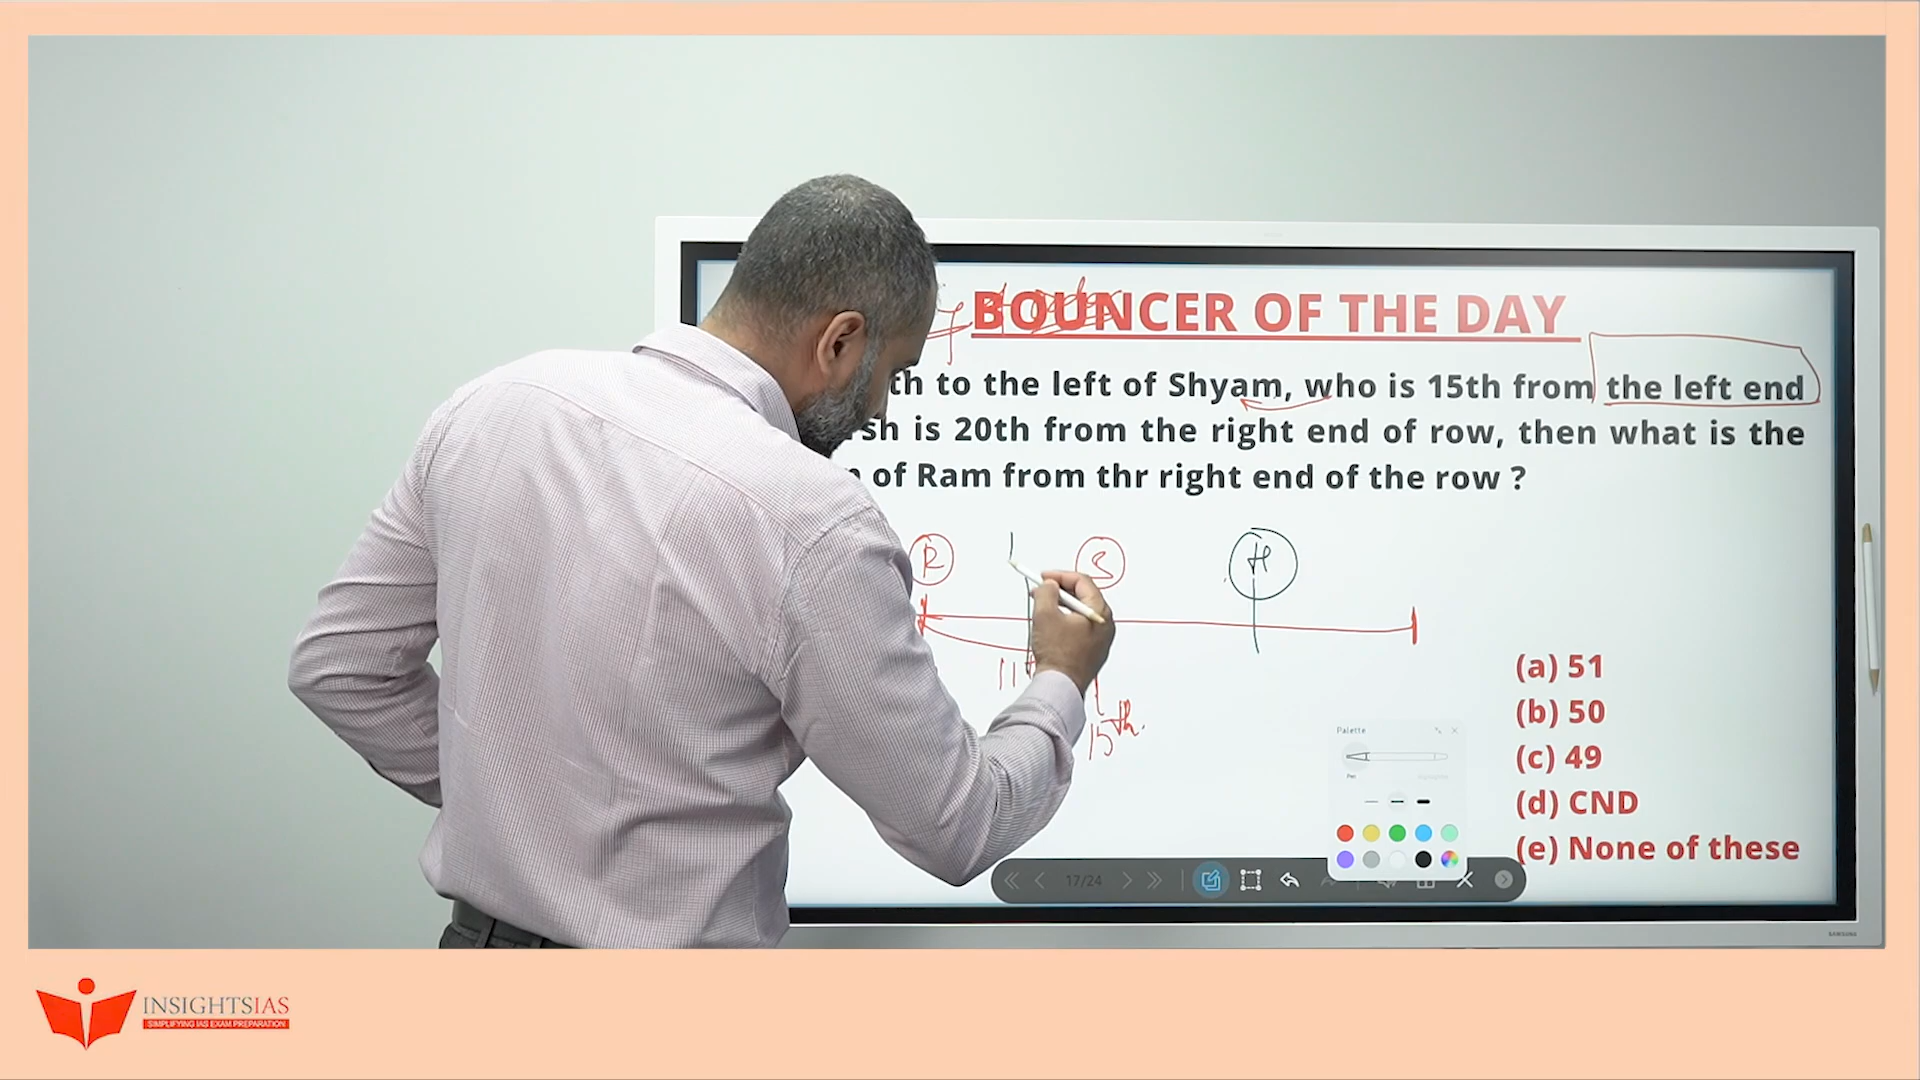 BOUNCER OF THE DAY
th to the left of Shyam, who is 15th from the left end
sh is 20th from the right end of row, then what is the
of Ram from thr right end of the row ?
R
S
H
11
15th.
(a) 51
(b) 50
(c) 49
(d) CND
(e) None of these
Palette
Pen
17/24
SAMSUNG
INSIGHTSIAS
SIMPLIFYING IAS EXAM PREPARATION